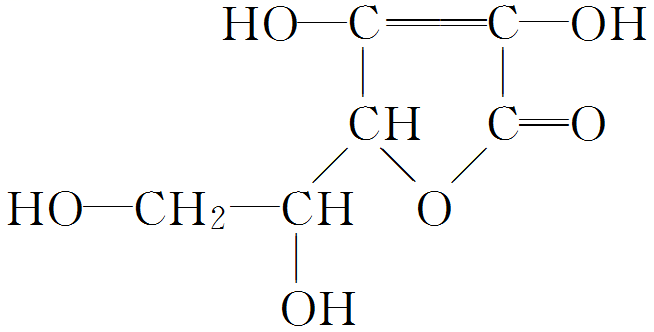 HO—C=C—OH
CH C=O
HO—CH₂—CH O
OH